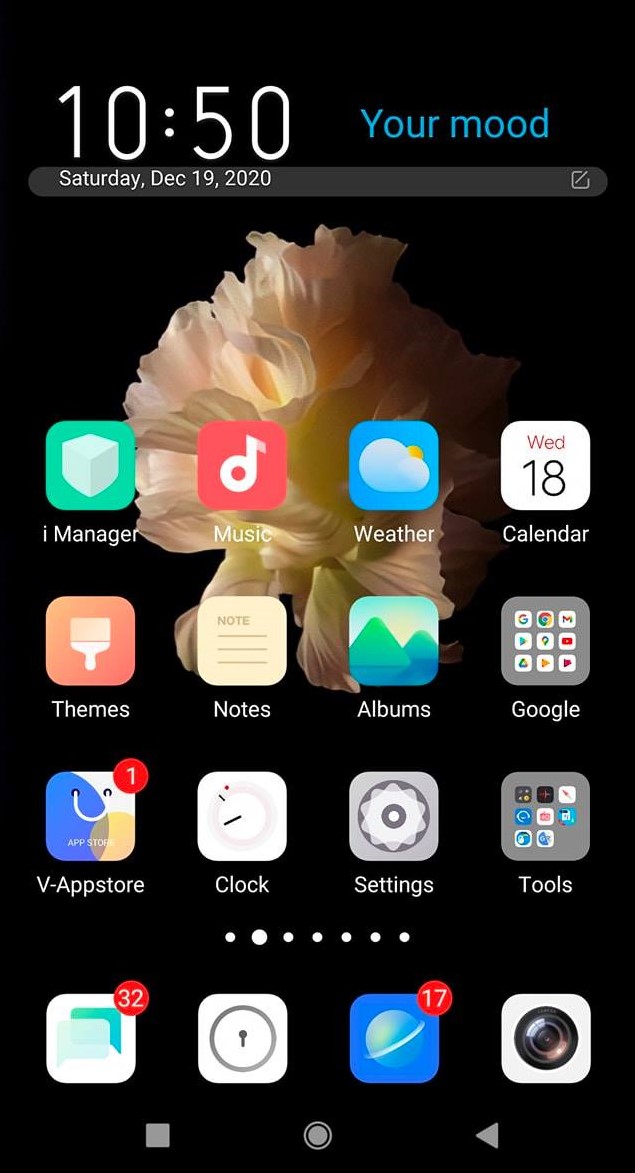 10:50
Your mood
Saturday, Dec 19, 2020
Wed
18
i Manager
Music
Weather
Calendar
NOTE
Themes
Notes
Albums
Google
1
APP STORE
V-Appstore
Clock
Settings
Tools
32
17